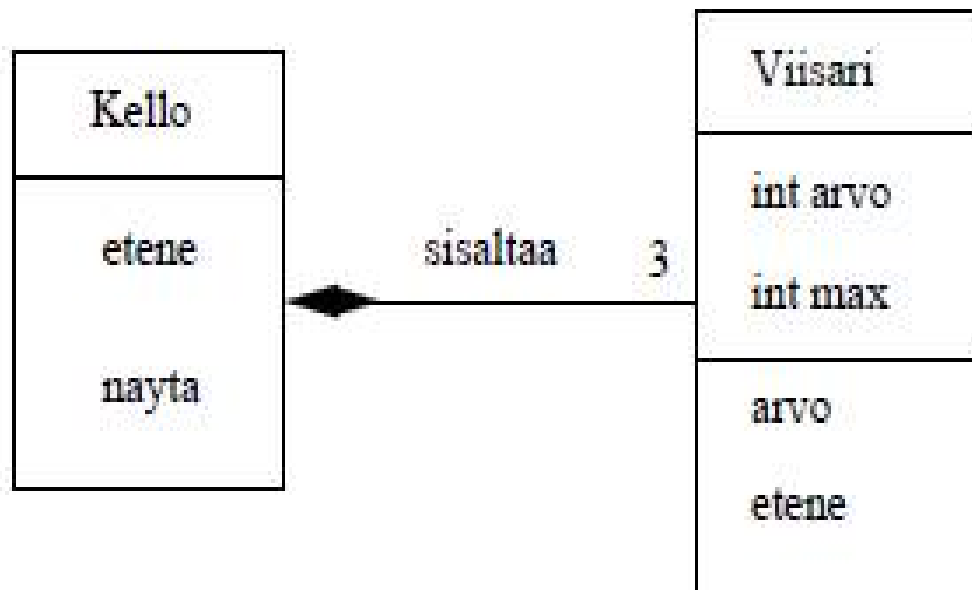 Kello
etene
nayta
sisaltaa
3
Viisari
int arvo
int max
arvo
etene